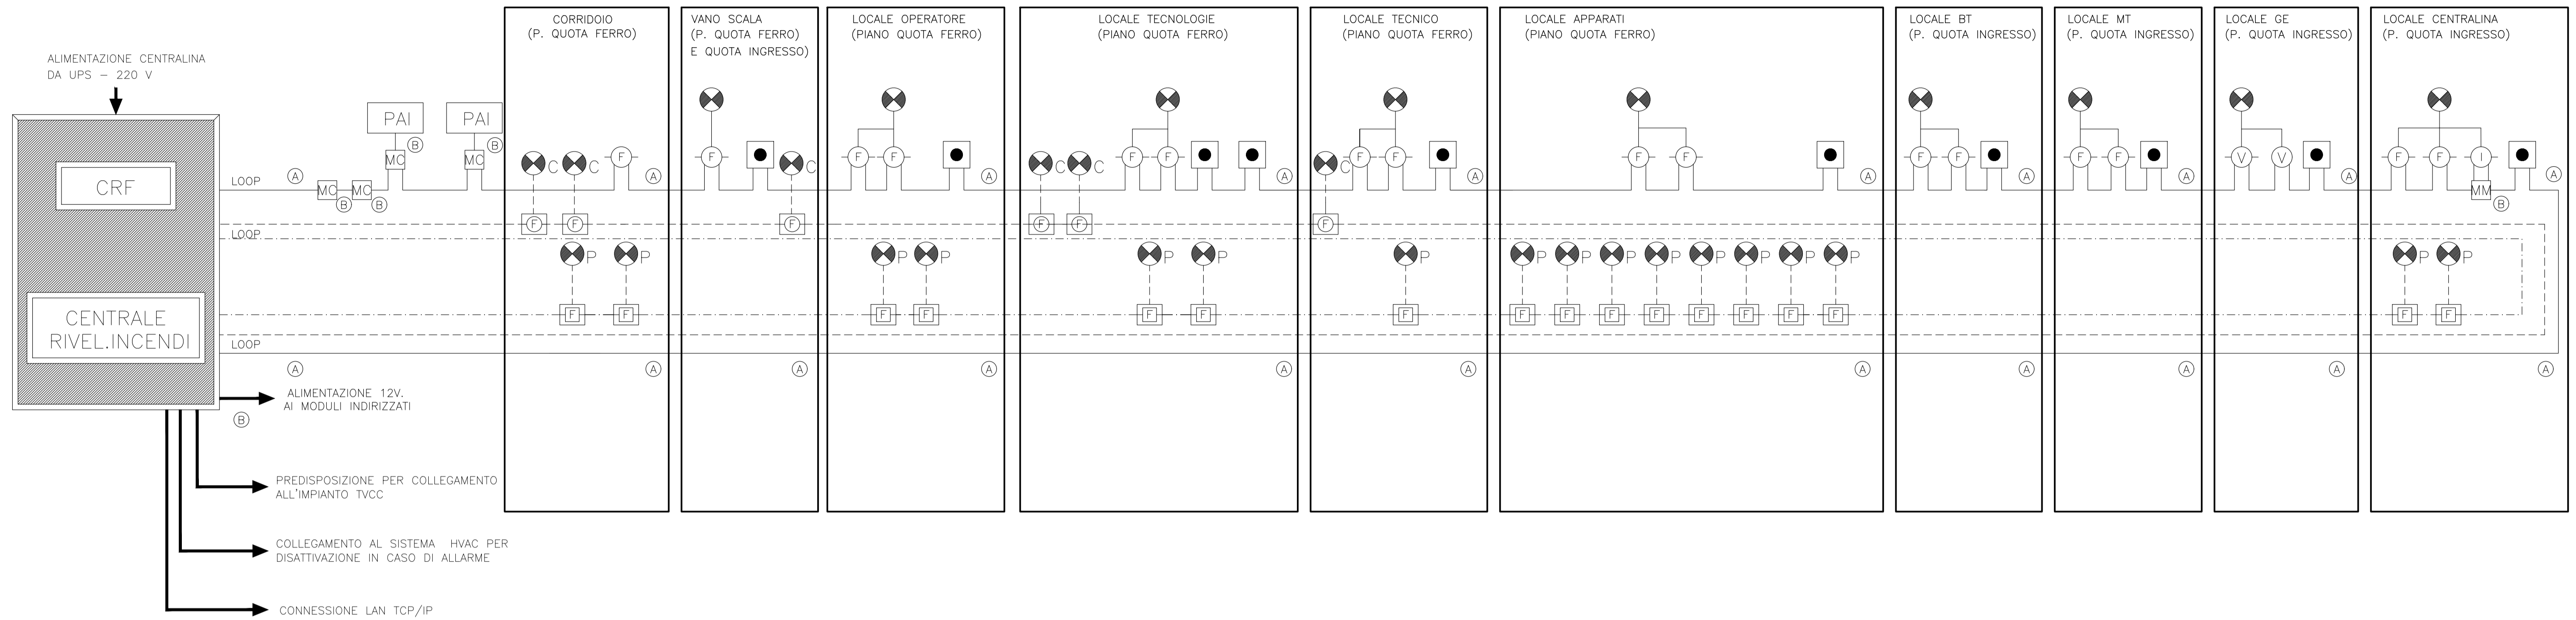 ALIMENTAZIONE CENTRALINA
DA UPS - 220 V
CRF
CENTRALE
RIVEL.INCENDI
LOOP
A
MC
MC
B
B
PAI
B
MC
PAI
B
MC
LOOP
LOOP
A
ALIMENTAZIONE 12V.
AI MODULI INDIRIZZATI
B
PREDISPOSIZIONE PER COLLEGAMENTO
ALL'IMPIANTO TVCC
COLLEGAMENTO AL SISTEMA HVAC PER
DISATTIVAZIONE IN CASO DI ALLARME
CONNESSIONE LAN TCP/IP
CORRIDOIO
(P. QUOTA FERRO)
C
C
F
A
F
F
P
P
F
F
A
VANO SCALA
(P. QUOTA FERRO)
E QUOTA INGRESSO)
F
C
F
A
LOCALE OPERATORE
(PIANO QUOTA FERRO)
F
F
A
P
P
F
F
A
LOCALE TECNOLOGIE
(PIANO QUOTA FERRO)
C
C
F
F
A
F
F
P
P
F
F
A
LOCALE TECNICO
(PIANO QUOTA FERRO)
C
F
F
A
F
P
F
A
LOCALE APPARATI
(PIANO QUOTA FERRO)
F
F
A
P
P
P
P
P
P
P
P
F
F
F
F
F
F
F
F
A
LOCALE BT
(P. QUOTA INGRESSO)
F
F
A
A
LOCALE MT
(P. QUOTA INGRESSO)
F
F
A
A
LOCALE GE
(P. QUOTA INGRESSO)
V
V
A
A
LOCALE CENTRALINA
(P. QUOTA INGRESSO)
F
F
I
A
MM
B
P
P
F
F
A